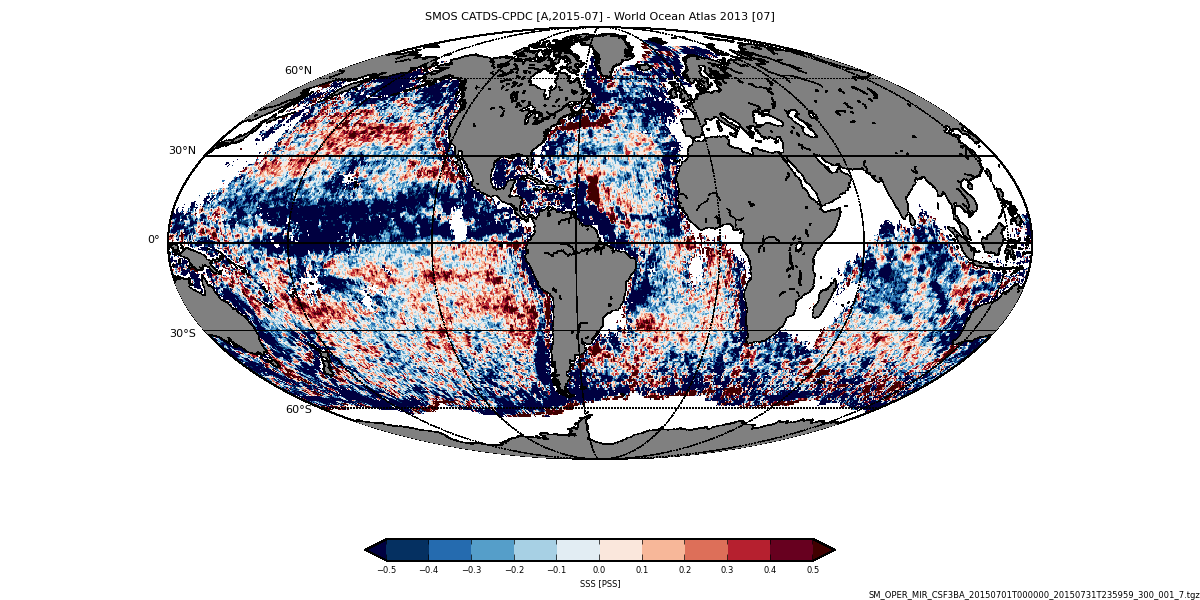 SMOS CATDS-CPDC [A,2015-07] - World Ocean Atlas 2013 [07]
60°N
30°N
0°
30°S
60°S
−0.5 −0.4 −0.3 −0.2 −0.1 0.0 0.1 0.2 0.3 0.4 0.5
SSS [PSS]
SM_OPER_MIR_CSF3BA_20150701T000000_20150731T235959_300_001_7.tgz